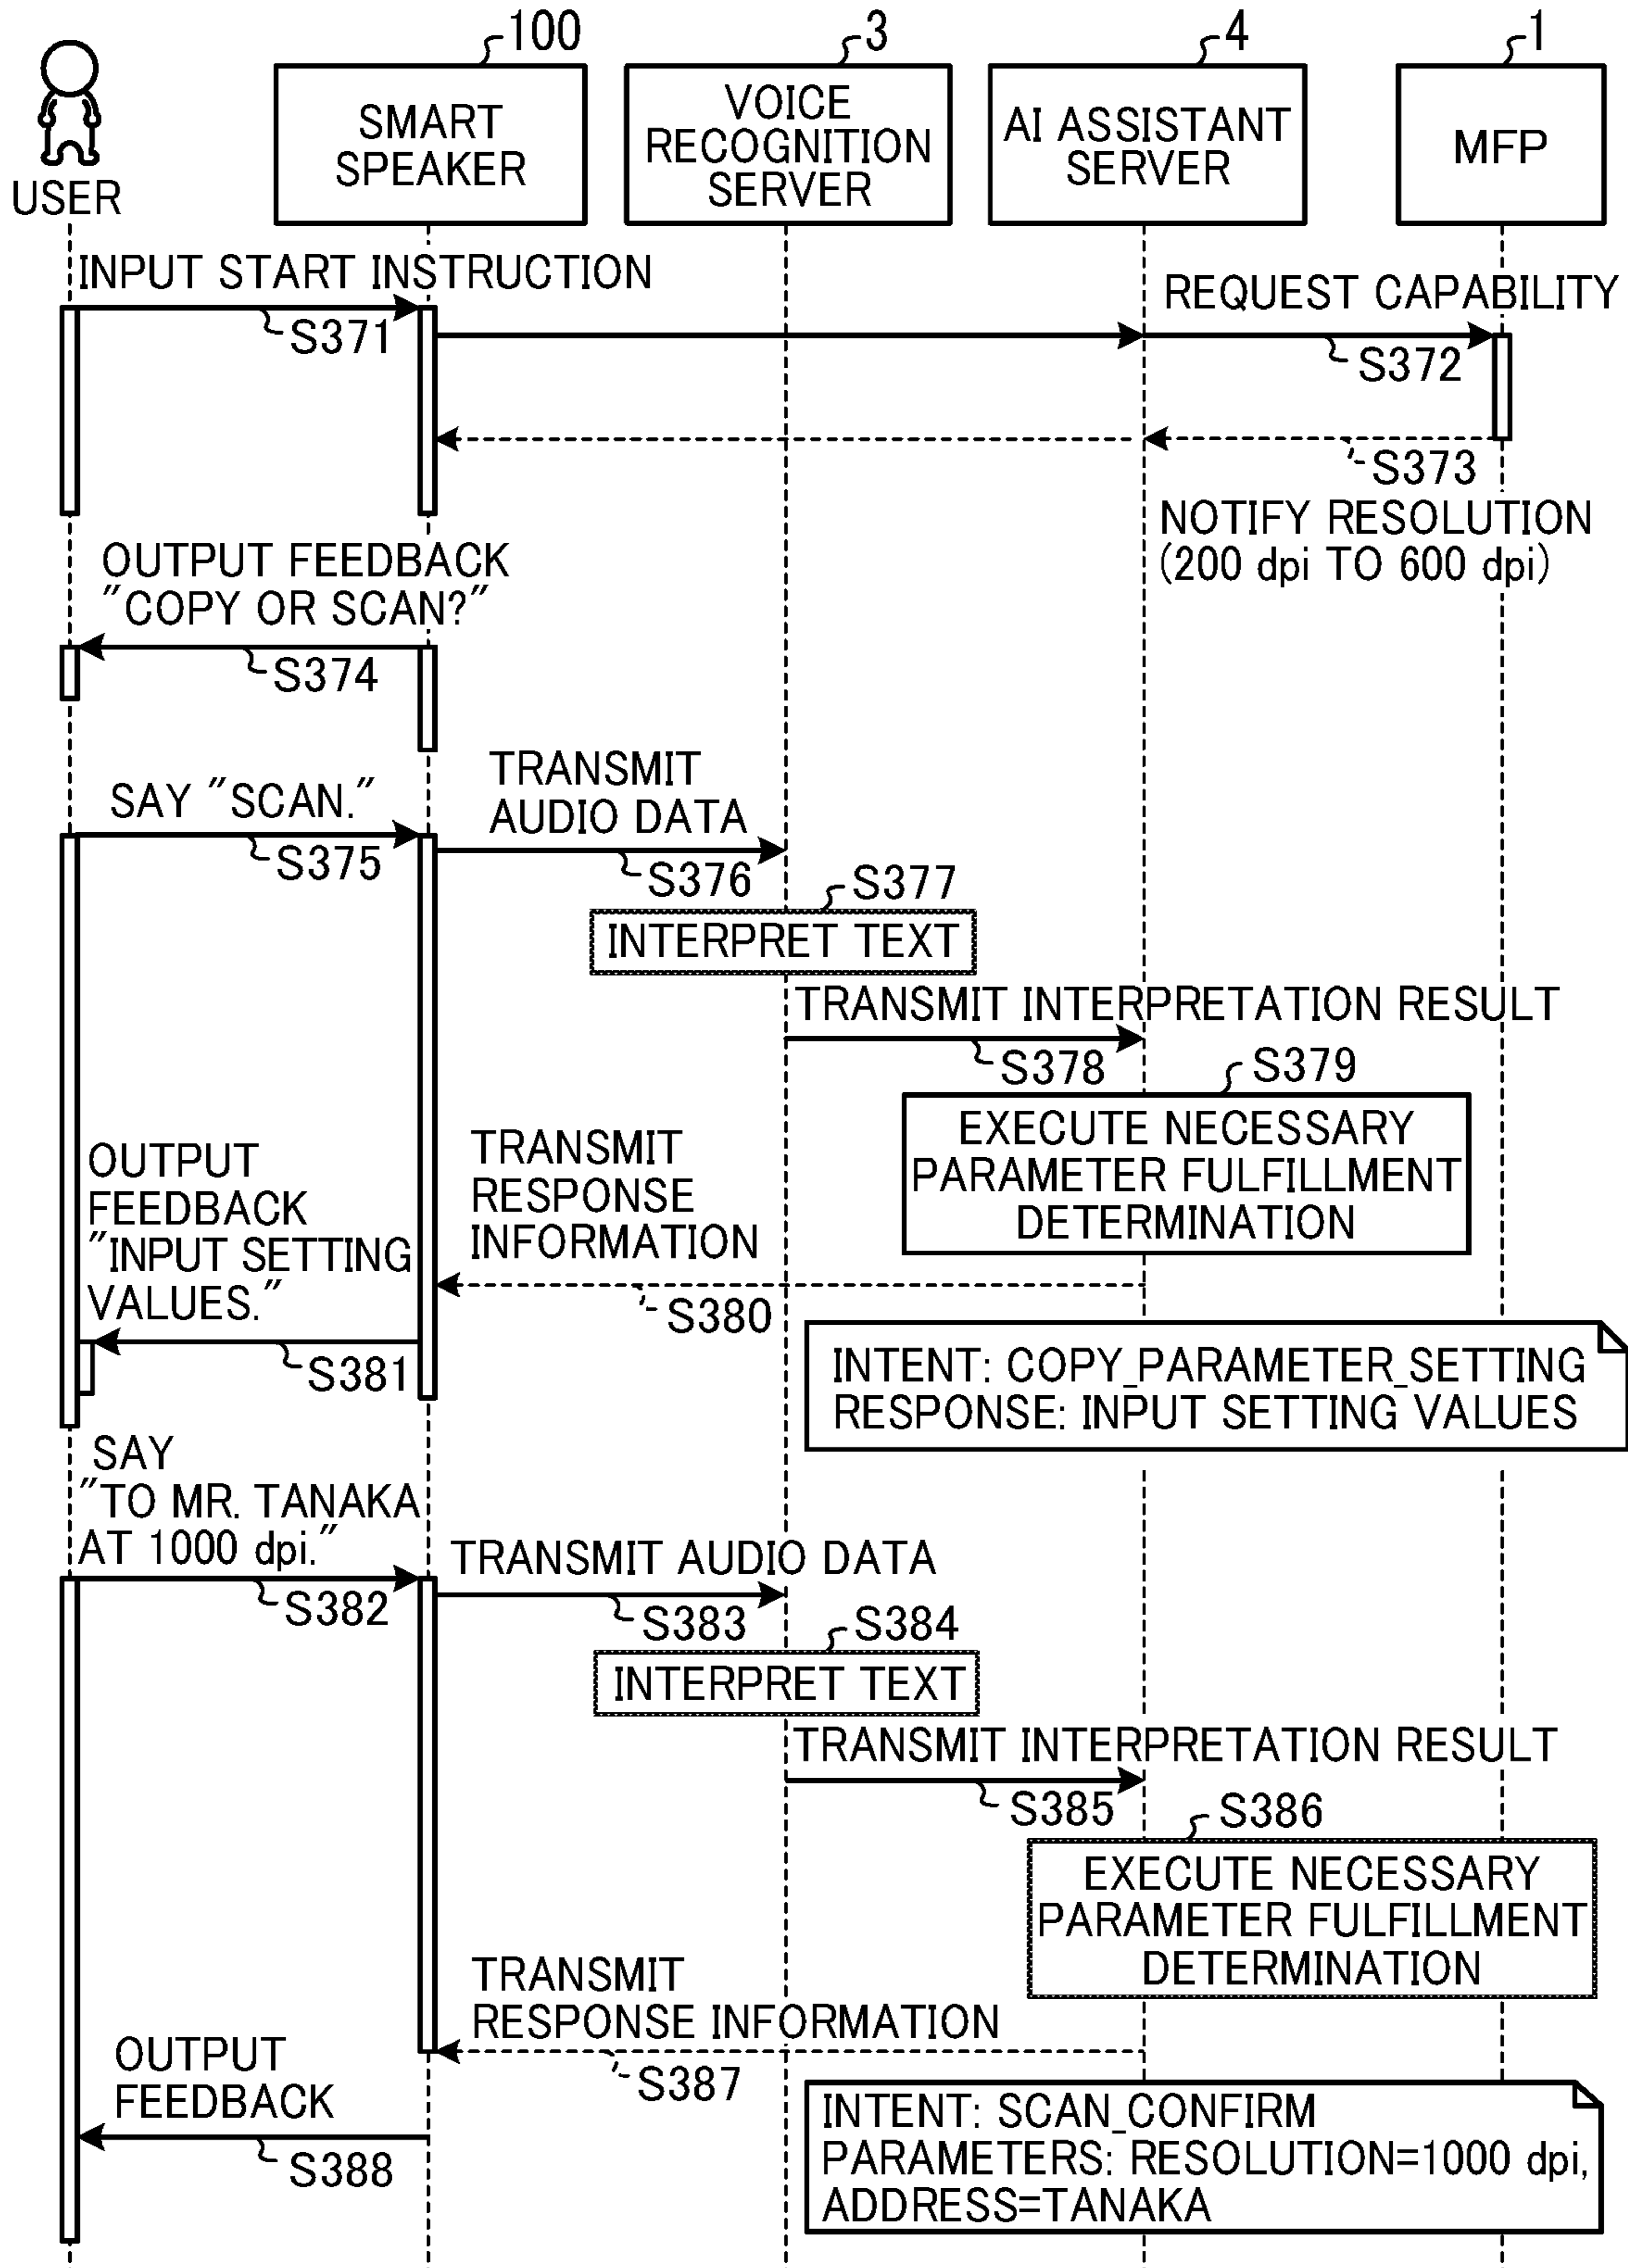 100
3
4
1
USER
SMART
SPEAKER
VOICE
RECOGNITION
SERVER
AI ASSISTANT
SERVER
MFP
INPUT START INSTRUCTION
S371
REQUEST CAPABILITY
S372
S373
NOTIFY RESOLUTION
(200 dpi TO 600 dpi)
OUTPUT FEEDBACK
"COPY OR SCAN?"
S374
SAY "SCAN."
S375
TRANSMIT
AUDIO DATA
S376
S377
INTERPRET TEXT
TRANSMIT INTERPRETATION RESULT
S378
S379
EXECUTE NECESSARY
PARAMETER FULFILLMENT
DETERMINATION
TRANSMIT
RESPONSE
INFORMATION
S380
OUTPUT
FEEDBACK
"INPUT SETTING
VALUES."
S381
INTENT: COPY_PARAMETER_SETTING
RESPONSE: INPUT SETTING VALUES
SAY
"TO MR. TANAKA
AT 1000 dpi."
S382
TRANSMIT AUDIO DATA
S383
S384
INTERPRET TEXT
TRANSMIT INTERPRETATION RESULT
S385
S386
EXECUTE NECESSARY
PARAMETER FULFILLMENT
DETERMINATION
TRANSMIT
RESPONSE INFORMATION
S387
OUTPUT
FEEDBACK
S388
INTENT: SCAN_CONFIRM
PARAMETERS: RESOLUTION=1000 dpi,
ADDRESS=TANAKA